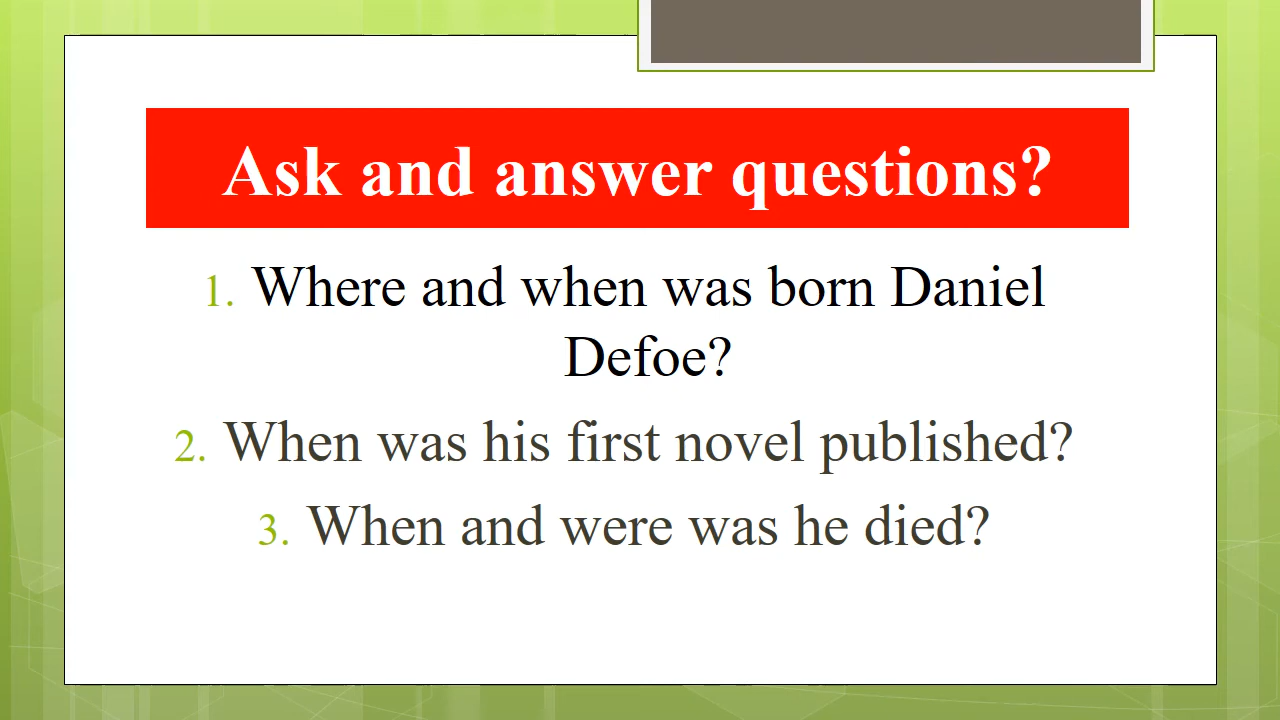 Ask and answer questions?
1. Where and when was born Daniel
Defoe?
2. When was his first novel published?
3. When and were was he died?